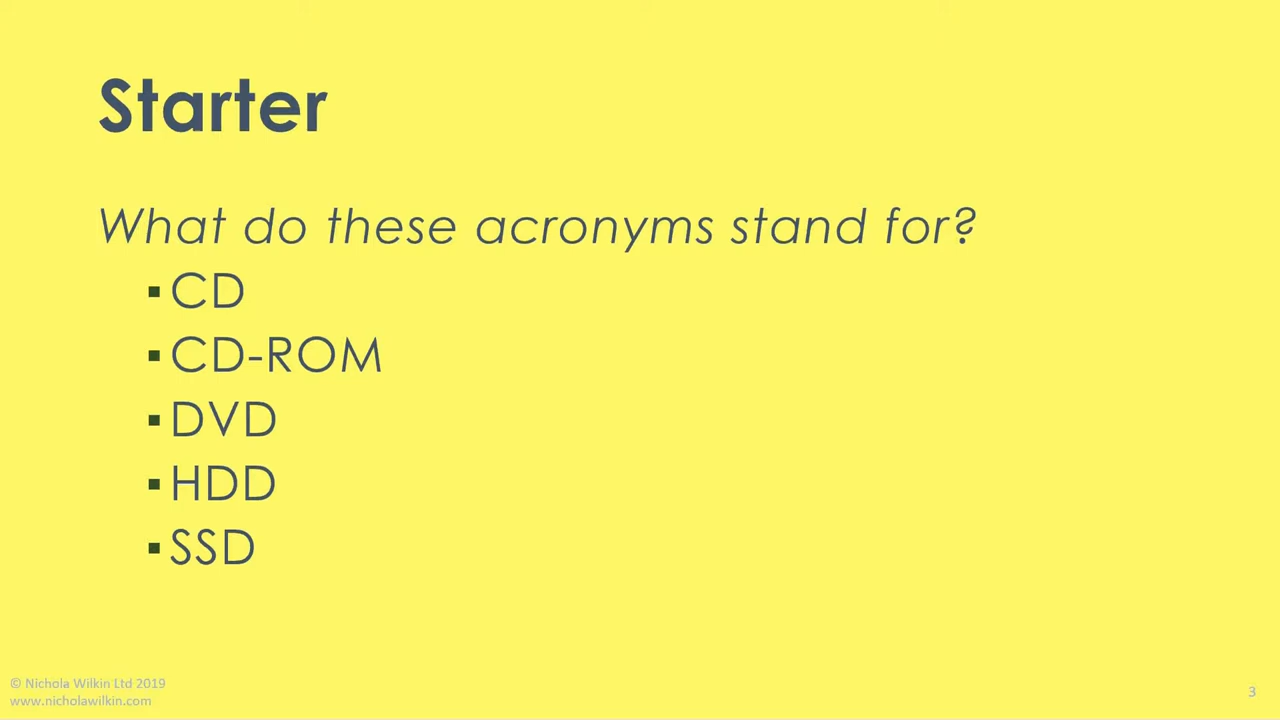 Starter
What do these acronyms stand for?
▪ CD
▪ CD-ROM
▪ DVD
▪ HDD
▪ SSD
© Nichola Wilkin Ltd 2019
www.nicholawilkin.com
3